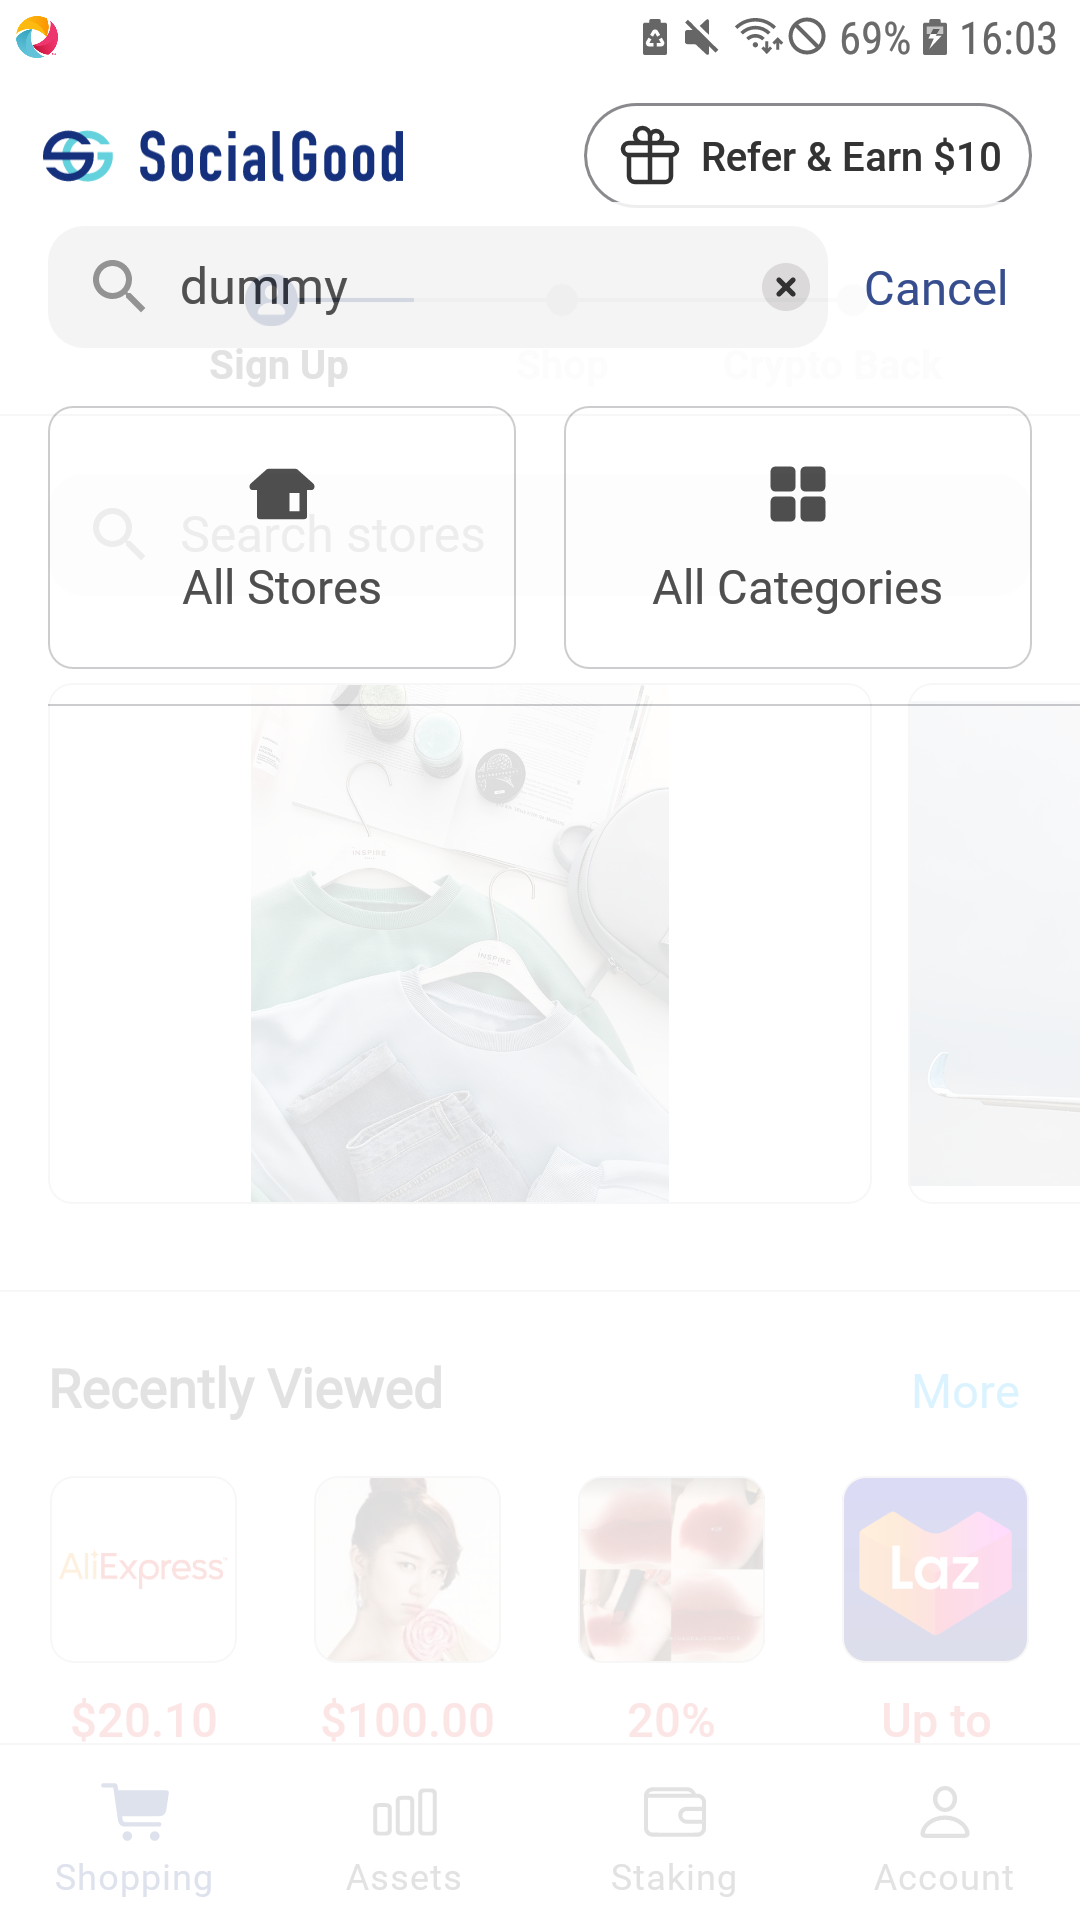 69% 16:03
SocialGood
Refer & Earn $10
dummy
Cancel
Sign Up
Shop
Crypto Back
Search stores
All Stores
All Categories
INSPIRE
INSPIRE
Recently Viewed
More
AliExpress
Laz
$20.10
$100.00
20%
Up to
Shopping
Assets
Staking
Account